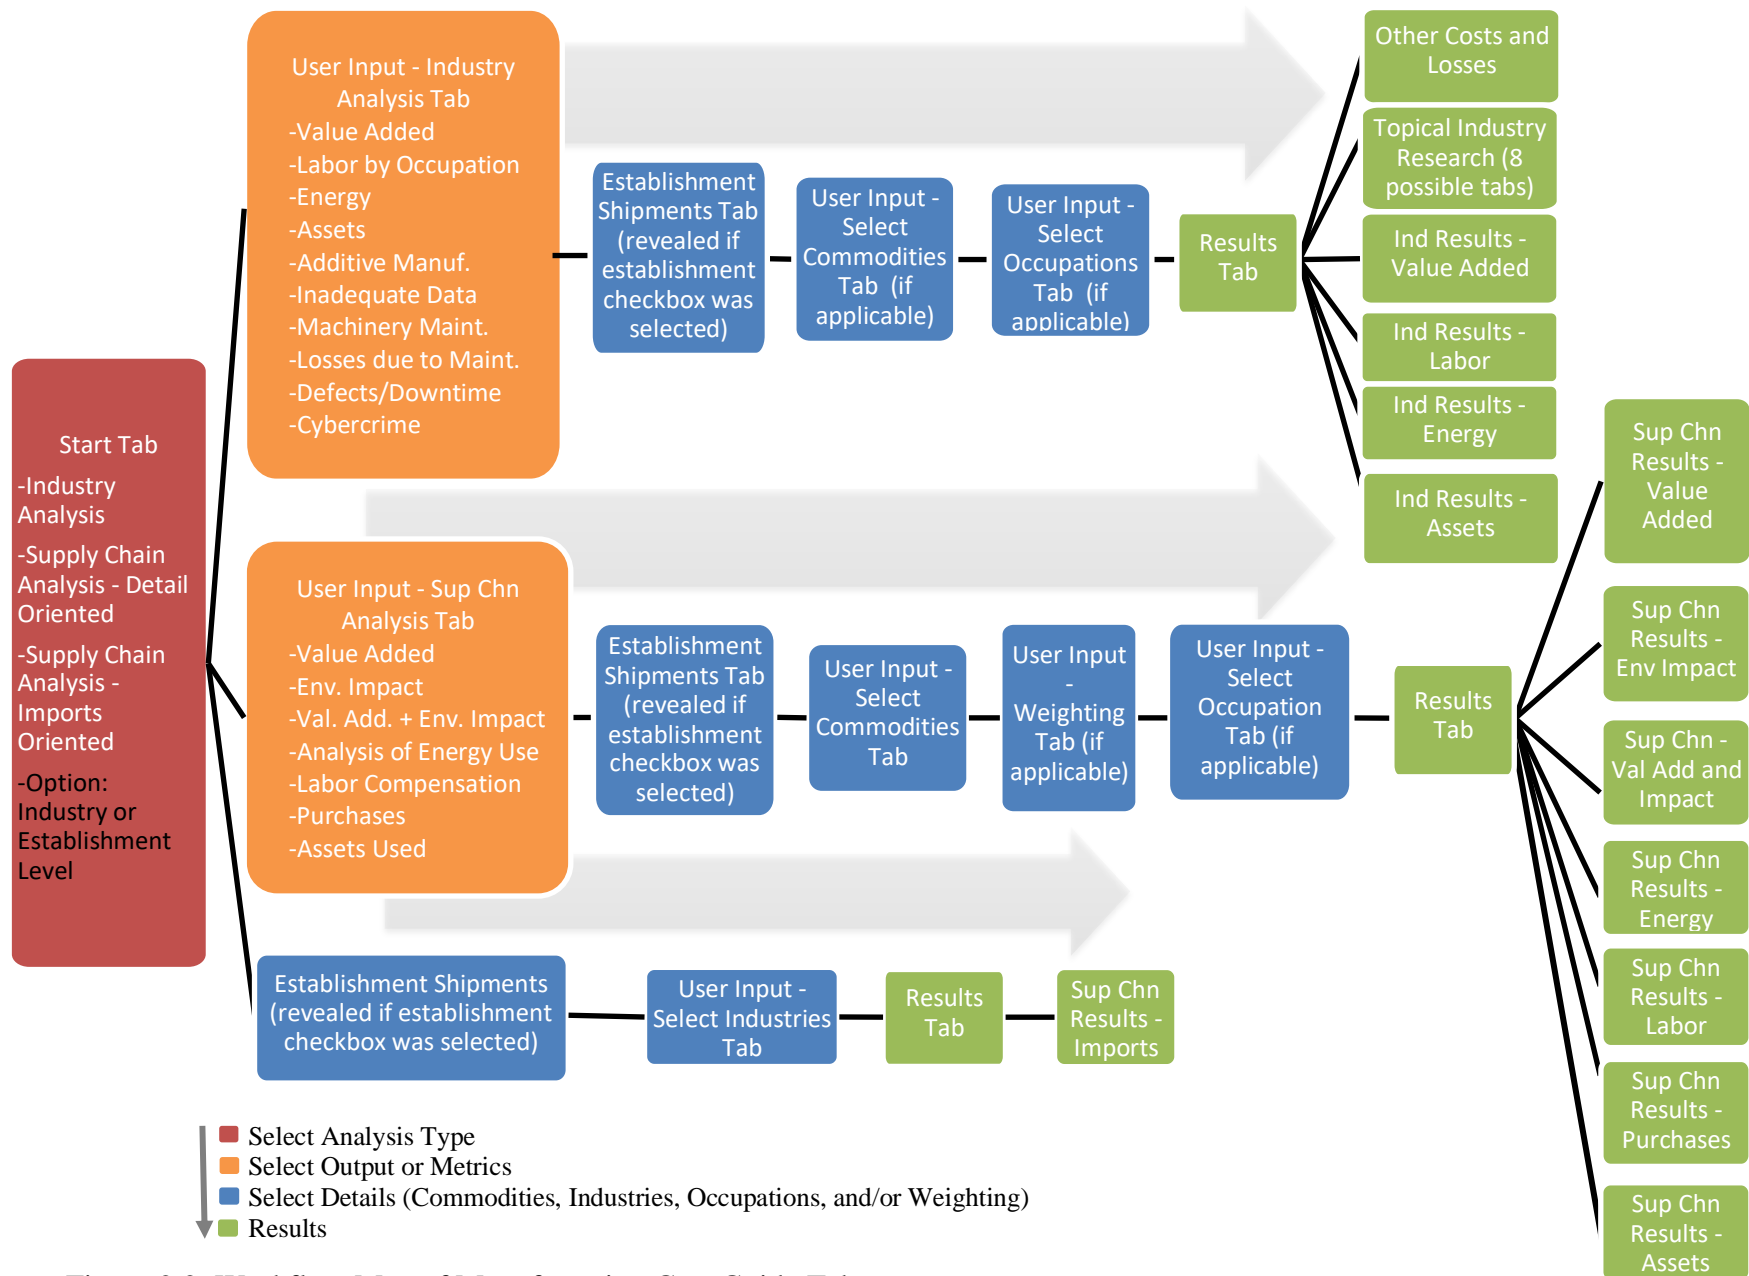 Start Tab
-Industry
Analysis
-Supply Chain
Analysis - Detail
Oriented
-Supply Chain
Analysis -
Imports
Oriented
-Option:
Industry or
Establishment
Level
User Input - Industry
Analysis Tab
-Value Added
-Labor by Occupation
-Energy
-Assets
-Additive Manuf.
-Inadequate Data
-Machinery Maint.
-Losses due to Maint.
-Defects/Downtime
-Cybercrime
Establishment
Shipments Tab
(revealed if
establishment
checkbox was
selected)
User Input -
Select
Commodities
Tab (if
applicable)
User Input -
Select
Occupations
Tab (if
applicable)
Results
Tab
Other Costs and
Losses
Topical Industry
Research (8
possible tabs)
Ind Results -
Value Added
Ind Results -
Labor
Ind Results -
Energy
Ind Results -
Assets
User Input - Sup Chn
Analysis Tab
-Value Added
-Env. Impact
-Val. Add. + Env. Impact
-Analysis of Energy Use
-Labor Compensation
-Purchases
-Assets Used
Establishment
Shipments Tab
(revealed if
establishment
checkbox was
selected)
User Input -
Select
Commodities
Tab
User Input
-
Weighting
Tab (if
applicable)
User Input -
Select
Occupation
Tab (if
applicable)
Results
Tab
Sup Chn
Results -
Value
Added
Sup Chn
Results -
Env Impact
Sup Chn -
Val Add and
Impact
Sup Chn
Results -
Energy
Sup Chn
Results -
Labor
Sup Chn
Results -
Purchases
Sup Chn
Results -
Assets
Establishment Shipments
(revealed if establishment
checkbox was selected)
User Input -
Select Industries
Tab
Results
Tab
Sup Chn
Results -
Imports
Select Analysis Type
Select Output or Metrics
Select Details (Commodities, Industries, Occupations, and/or Weighting)
Results